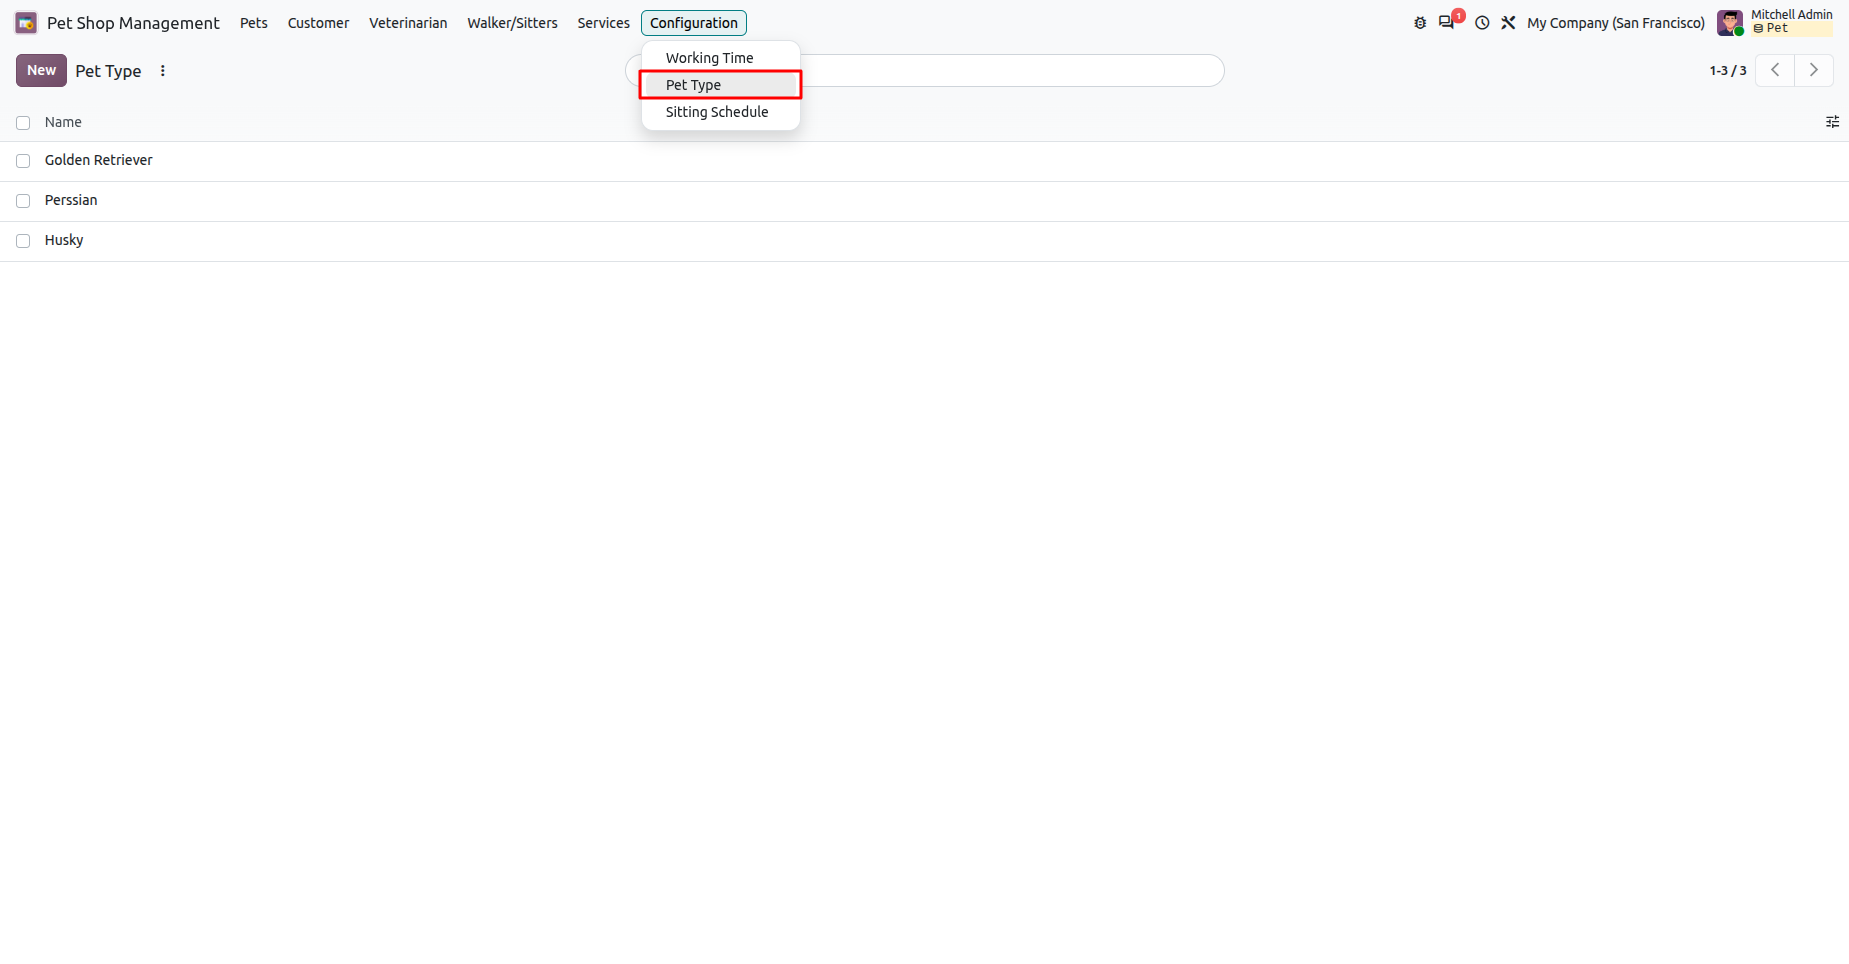 Pet Shop Management Pets Customer Veterinarian Walker/Sitters Services Configuration 1 My Company (San Francisco) Mitchell Admin
Pet
Working Time
New Pet Type 1-3 / 3
Pet Type
Sitting Schedule
Name
Golden Retriever
Perssian
Husky